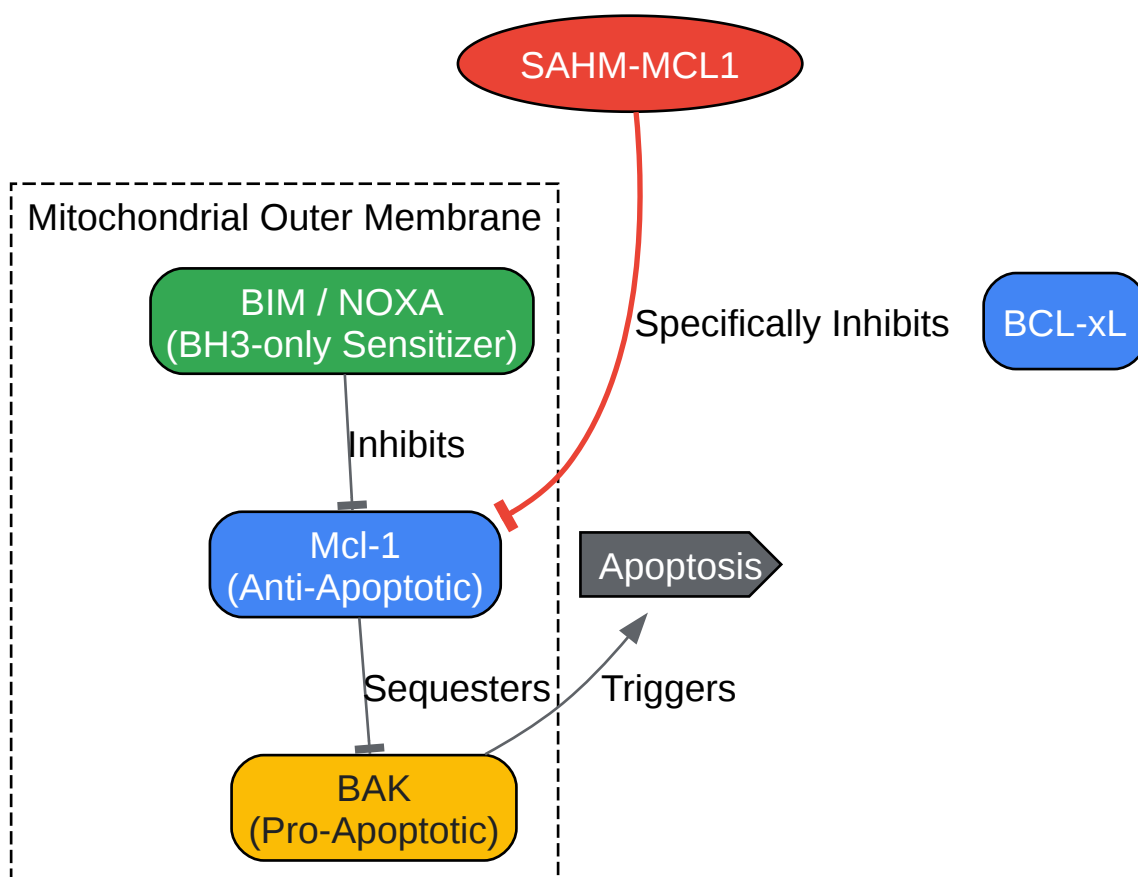 SAHM-MCL1
Mitochondrial Outer Membrane
BIM / NOXA
(BH3-only Sensitizer)
Specifically Inhibits
BCL-xL
Inhibits
Mcl-1
(Anti-Apoptotic)
Apoptosis
Sequesters
Triggers
BAK
(Pro-Apoptotic)